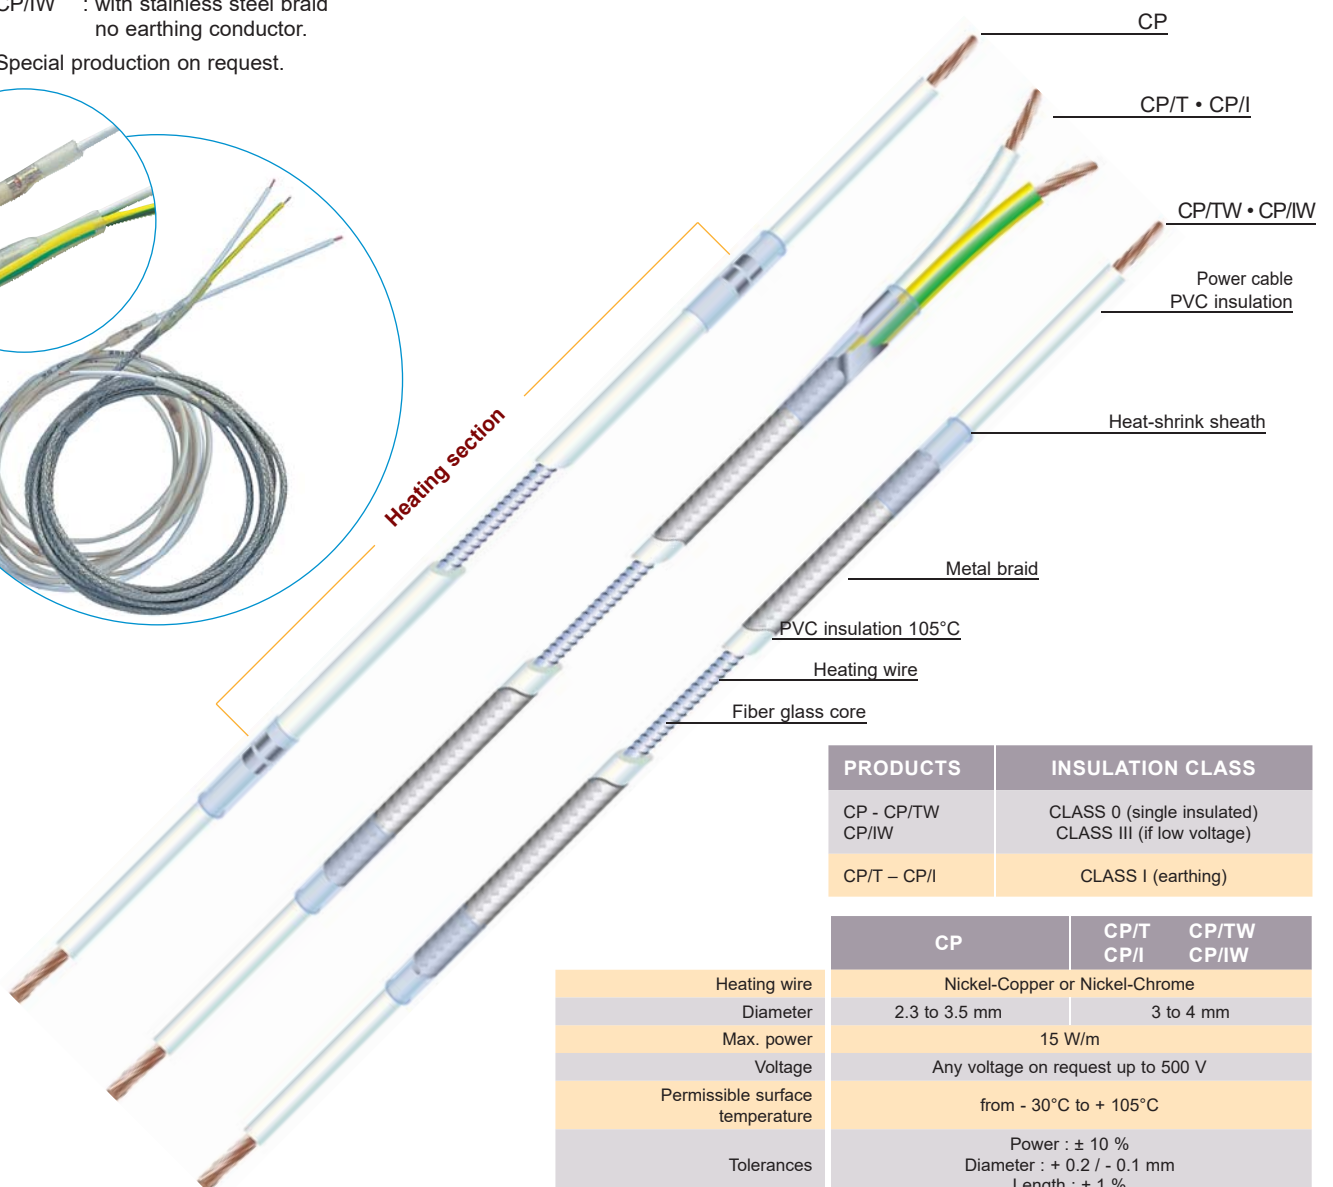 CP/IW : with stainless steel braid
no earthing conductor.
Special production on request.
CP
CP/T • CP/I
CP/TW • CP/IW
Power cable
PVC insulation
Heat-shrink sheath
Heating section
Metal braid
PVC insulation 105°C
Heating wire
Fiber glass core
PRODUCTS INSULATION CLASS
CP - CP/TW CLASS 0 (single insulated)
CP/IW CLASS III (if low voltage)
CP/T – CP/I CLASS I (earthing)
CP CP/T CP/TW
CP/I CP/IW
Heating wire Nickel-Copper or Nickel-Chrome
Diameter 2.3 to 3.5 mm 3 to 4 mm
Max. power 15 W/m
Voltage Any voltage on request up to 500 V
Permissible surface
temperature from - 30°C to + 105°C
Power : ± 10 %
Tolerances Diameter : + 0.2 / - 0.1 mm
Length : ± 1 %